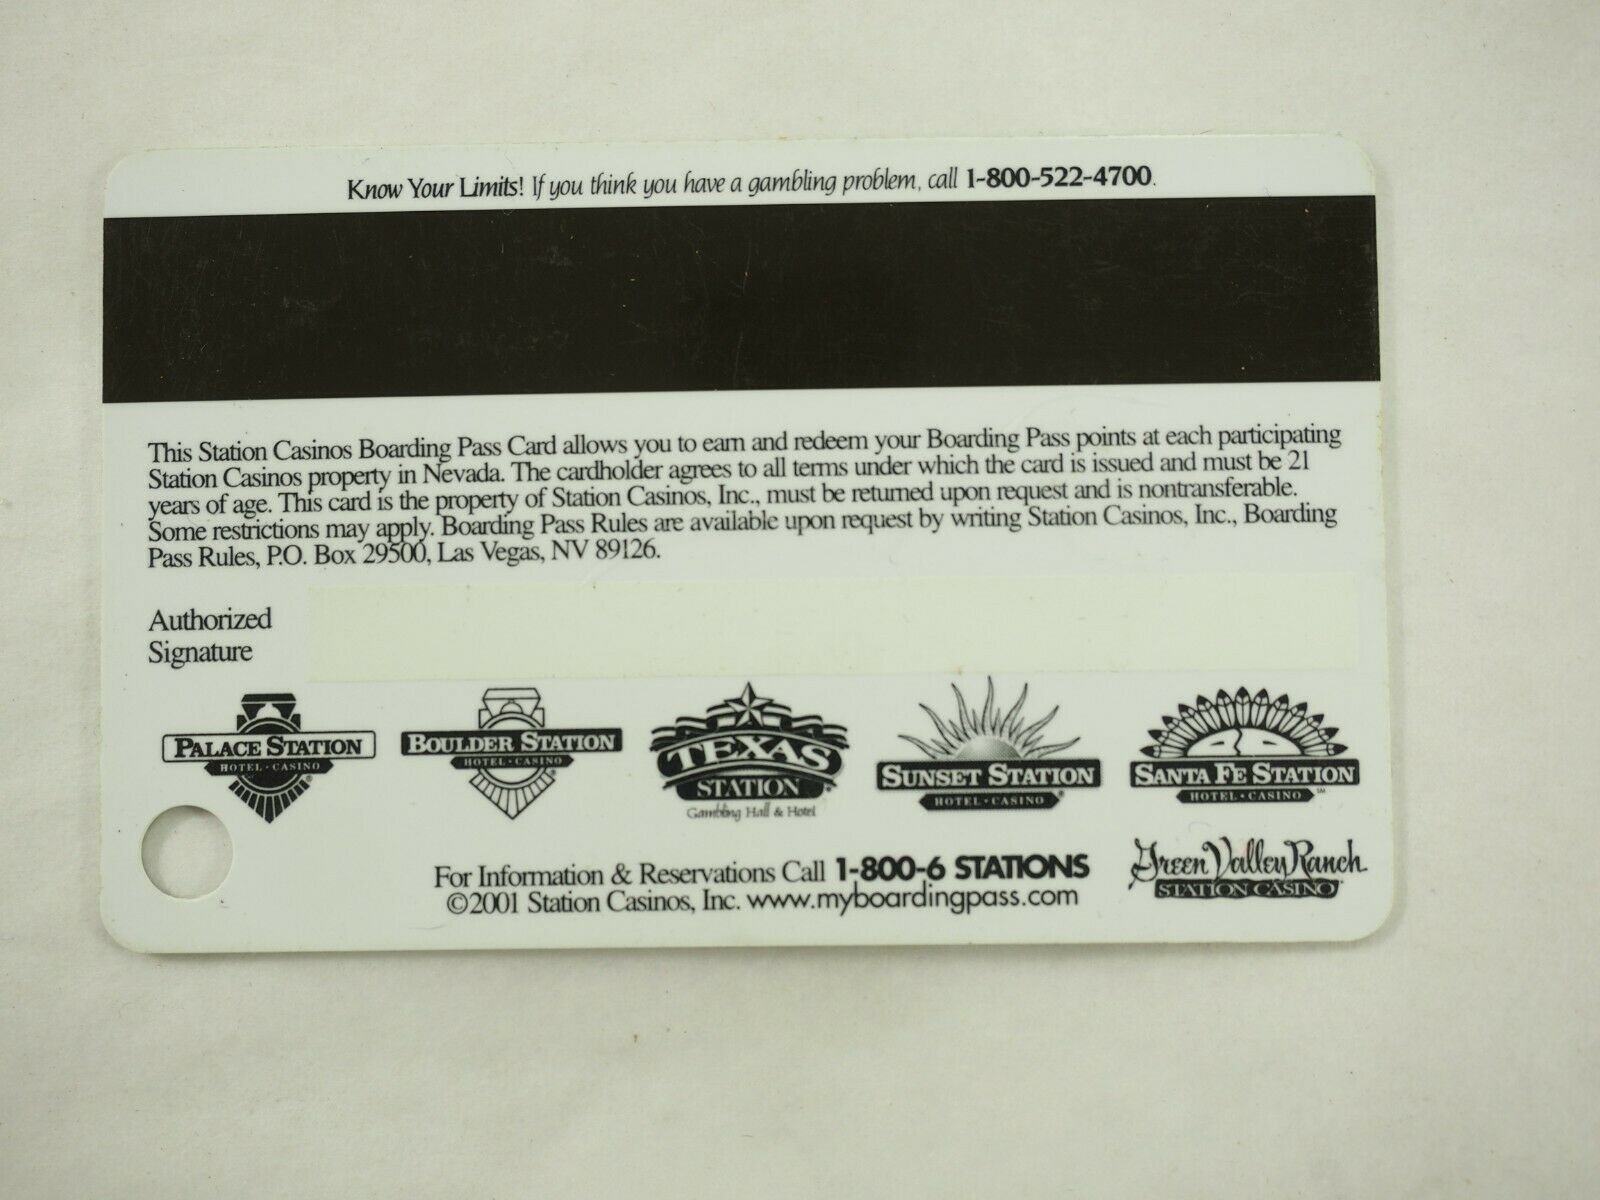 Know Your Limits! If you think you have a gambling problem, call 1-800-522-4700.
This Station Casinos Boarding Pass Card allows you to earn and redeem your Boarding Pass points at each participating
Station Casinos property in Nevada. The cardholder agrees to all terms under which the card is issued and must be 21
years of age. This card is the property of Station Casinos, Inc., must be returned upon request and is nontransferable.
Some restrictions may apply. Boarding Pass Rules are available upon request by writing Station Casinos, Inc., Boarding
Pass Rules, P.O. Box 29500, Las Vegas, NV 89126.
Authorized
Signature
PALACE STATION
HOTEL · CASINO
®
BOULDER STATION
HOTEL · CASINO
®
TEXAS
STATION
®
Gambling Hall & Hotel
SUNSET STATION
HOTEL · CASINO
®
SANTA FE STATION
HOTEL · CASINO
SM
Green Valley Ranch
STATION CASINO
For Information & Reservations Call 1-800-6 STATIONS
©2001 Station Casinos, Inc. www.myboardingpass.com